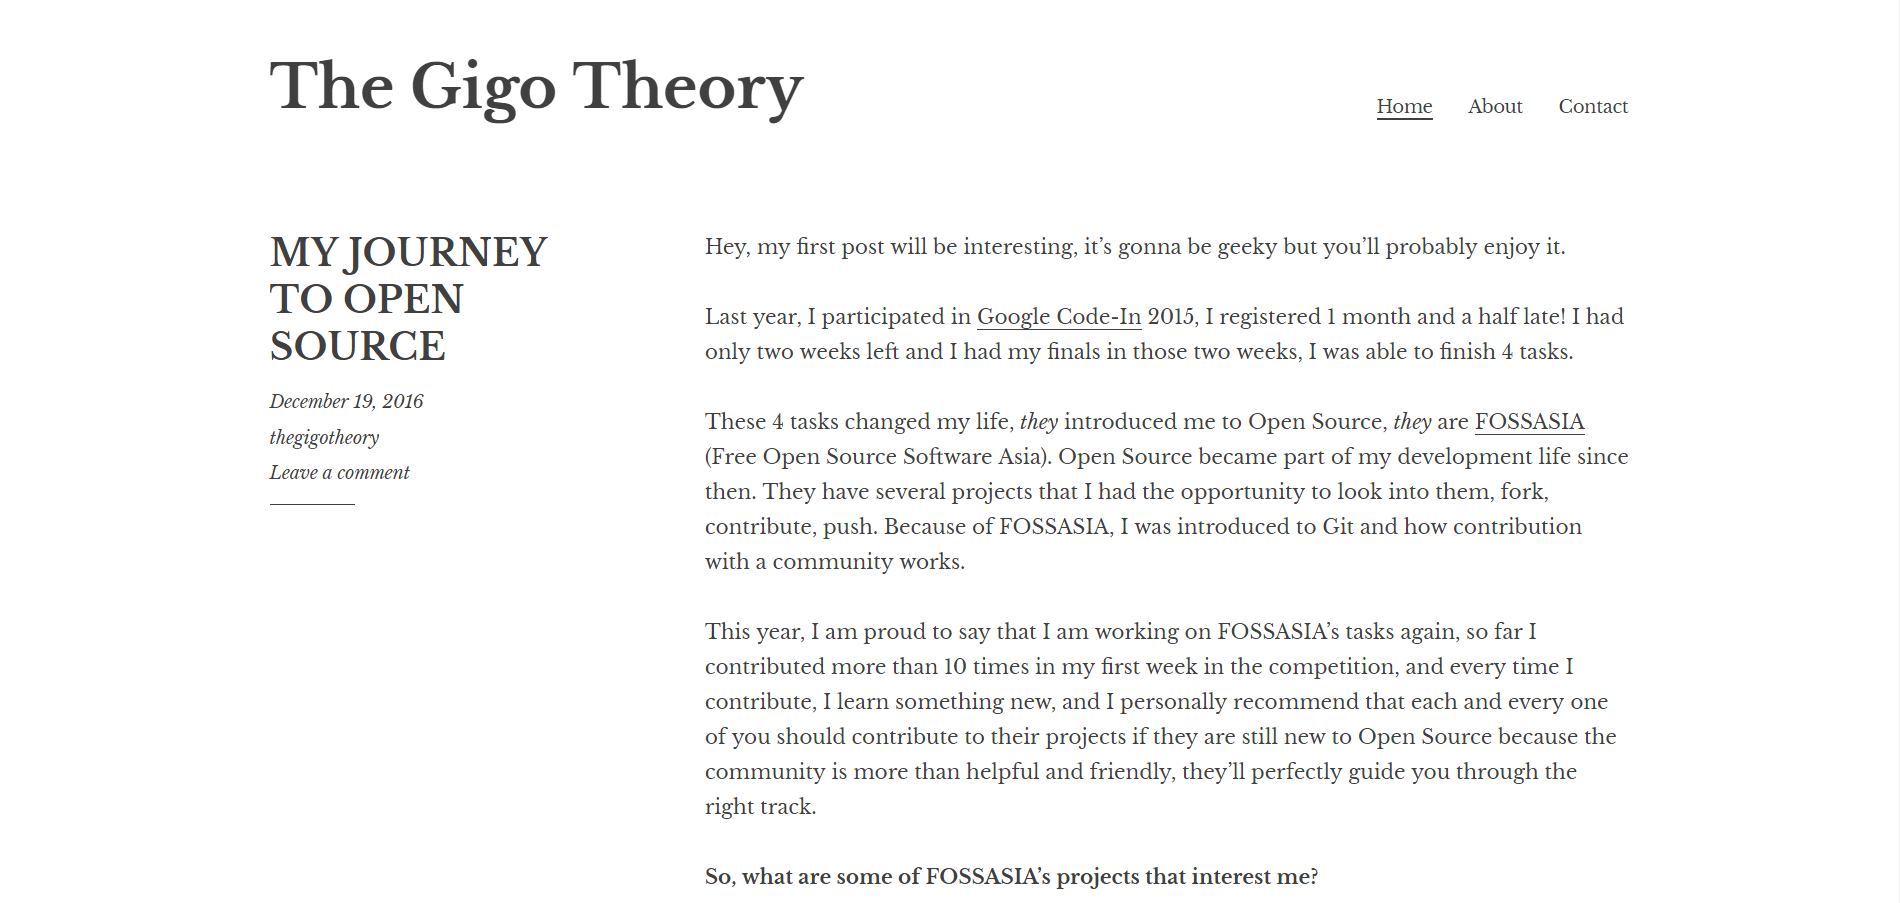 The Gigo Theory
Home About Contact
MY JOURNEY
TO OPEN
SOURCE
December 19, 2016
thegigotheory
Leave a comment
Hey, my first post will be interesting, it’s gonna be geeky but you’ll probably enjoy it.
Last year, I participated in Google Code-In 2015, I registered 1 month and a half late! I had
only two weeks left and I had my finals in those two weeks, I was able to finish 4 tasks.
These 4 tasks changed my life, they introduced me to Open Source, they are FOSSASIA
(Free Open Source Software Asia). Open Source became part of my development life since
then. They have several projects that I had the opportunity to look into them, fork,
contribute, push. Because of FOSSASIA, I was introduced to Git and how contribution
with a community works.
This year, I am proud to say that I am working on FOSSASIA’s tasks again, so far I
contributed more than 10 times in my first week in the competition, and every time I
contribute, I learn something new, and I personally recommend that each and every one
of you should contribute to their projects if they are still new to Open Source because the
community is more than helpful and friendly, they’ll perfectly guide you through the
right track.
So, what are some of FOSSASIA’s projects that interest me?